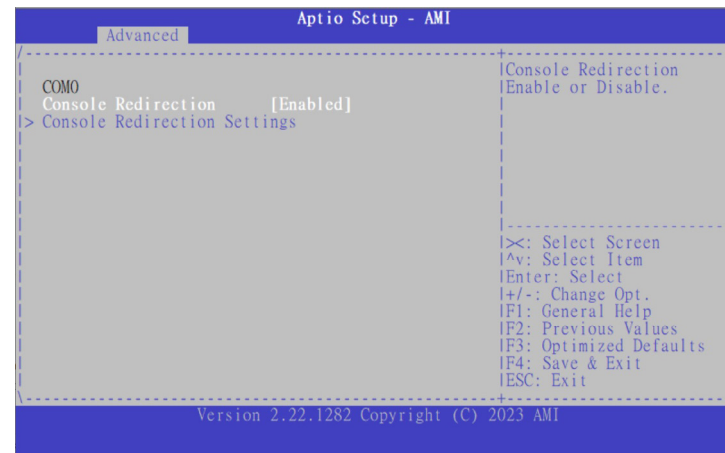 Aptio Setup - AMI
Advanced
Console Redirection
Enable or Disable.
COM0
Console Redirection [Enabled]
> Console Redirection Settings
><: Select Screen
^v: Select Item
Enter: Select
+/-: Change Opt.
F1: General Help
F2: Previous Values
F3: Optimized Defaults
F4: Save & Exit
ESC: Exit
Version 2.22.1282 Copyright (C) 2023 AMI